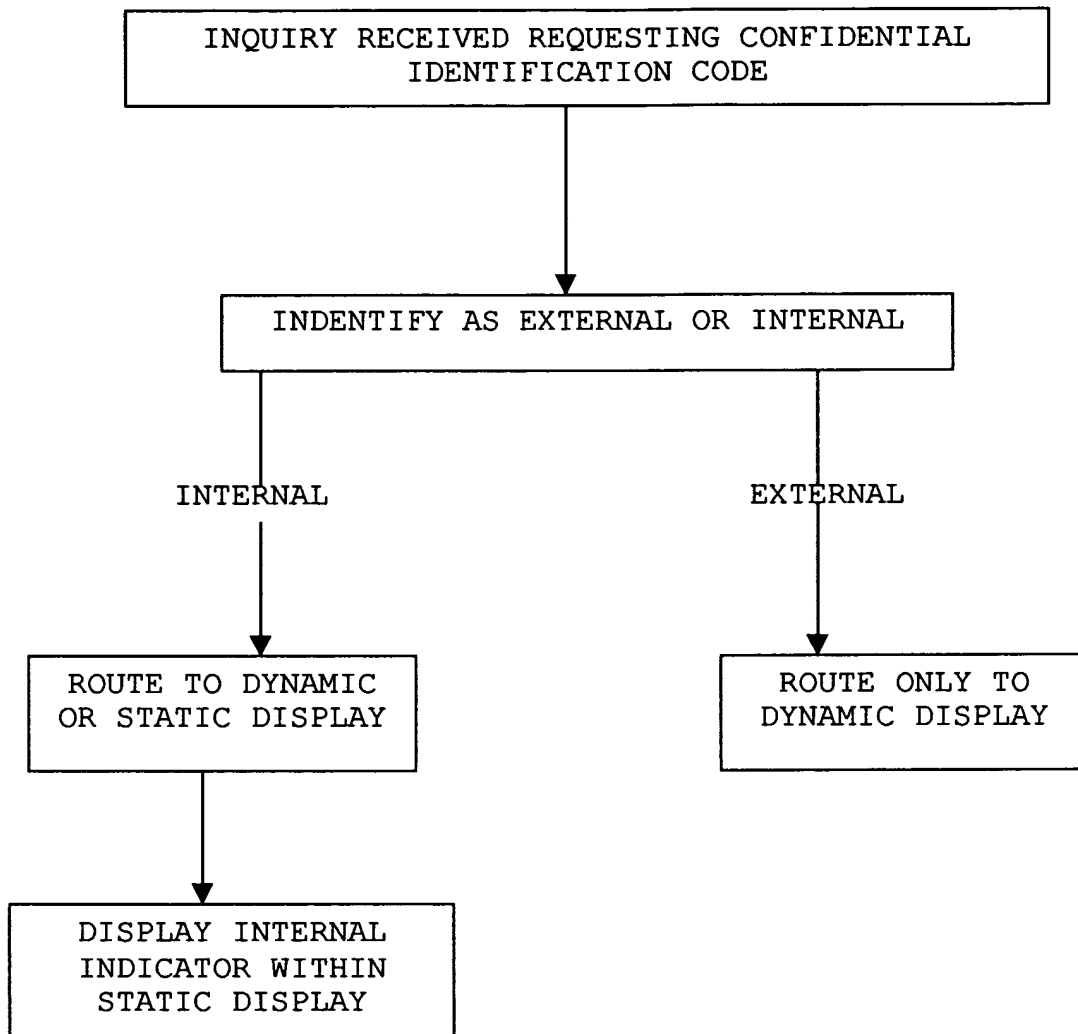 INQUIRY RECEIVED REQUESTING CONFIDENTIAL
IDENTIFICATION CODE
INDENTIFY AS EXTERNAL OR INTERNAL
INTERNAL
EXTERNAL
ROUTE TO DYNAMIC
OR STATIC DISPLAY
ROUTE ONLY TO
DYNAMIC DISPLAY
DISPLAY INTERNAL
INDICATOR WITHIN
STATIC DISPLAY